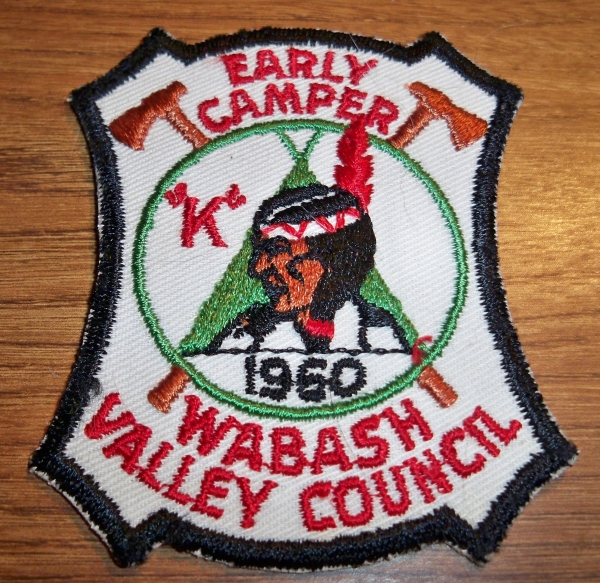 EARLY
CAMPER
"K"
1960
WABASH
VALLEY COUNCIL